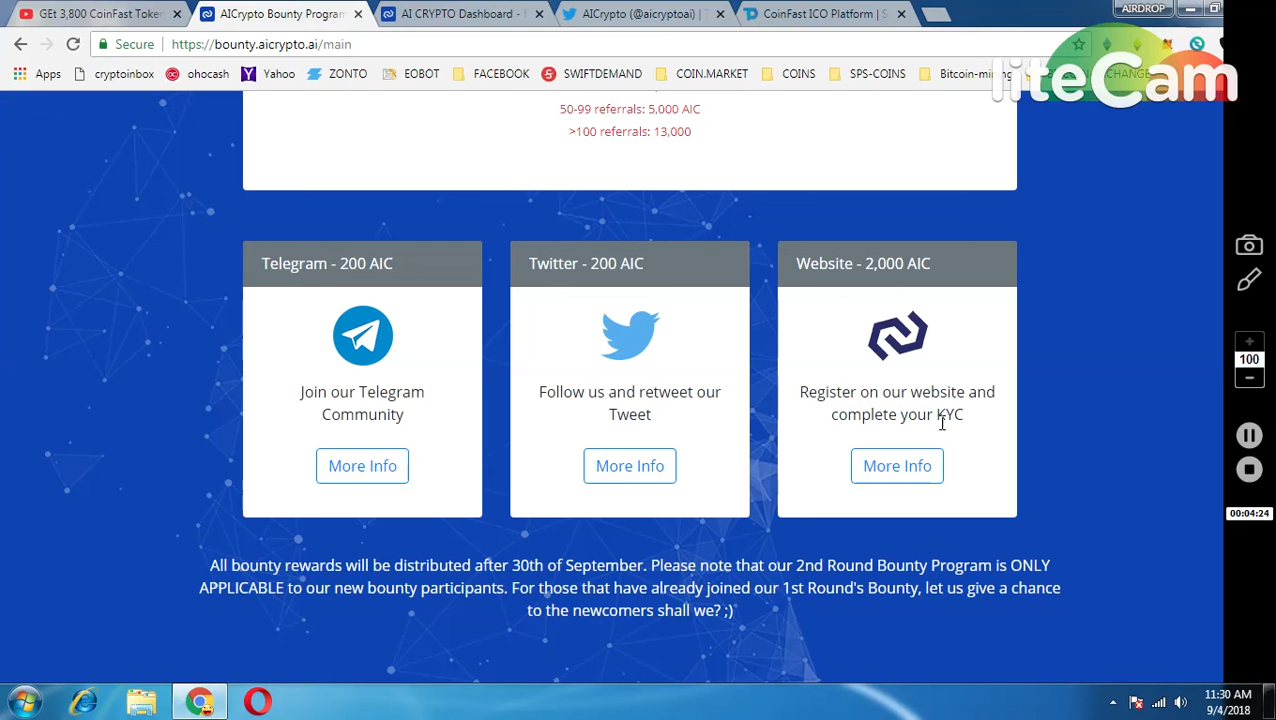 GEt 3,800 CoinFast Token
AICrypto Bounty Program
AI CRYPTO Dashboard -
AICrypto (@aicryptoai) | T
CoinFast ICO Platform | S
AIRDROP
Secure
https://bounty.aicrypto.ai/main
Apps
cryptoinbox
ohocash
Yahoo
ZONTO
EOBOT
FACEBOOK
SWIFTDEMAND
COIN.MARKET
COINS
SPS-COINS
liteCam
50-99 referrals: 5,000 AIC
>100 referrals: 13,000
Telegram - 200 AIC
Twitter - 200 AIC
Website - 2,000 AIC
Join our Telegram
Community
Follow us and retweet our
Tweet
Register on our website and
complete your KYC
More Info
More Info
More Info
100
00:04:24
All bounty rewards will be distributed after 30th of September. Please note that our 2nd Round Bounty Program is ONLY
APPLICABLE to our new bounty participants. For those that have already joined our 1st Round's Bounty, let us give a chance
to the newcomers shall we? ;)
11:30 AM
9/4/2018